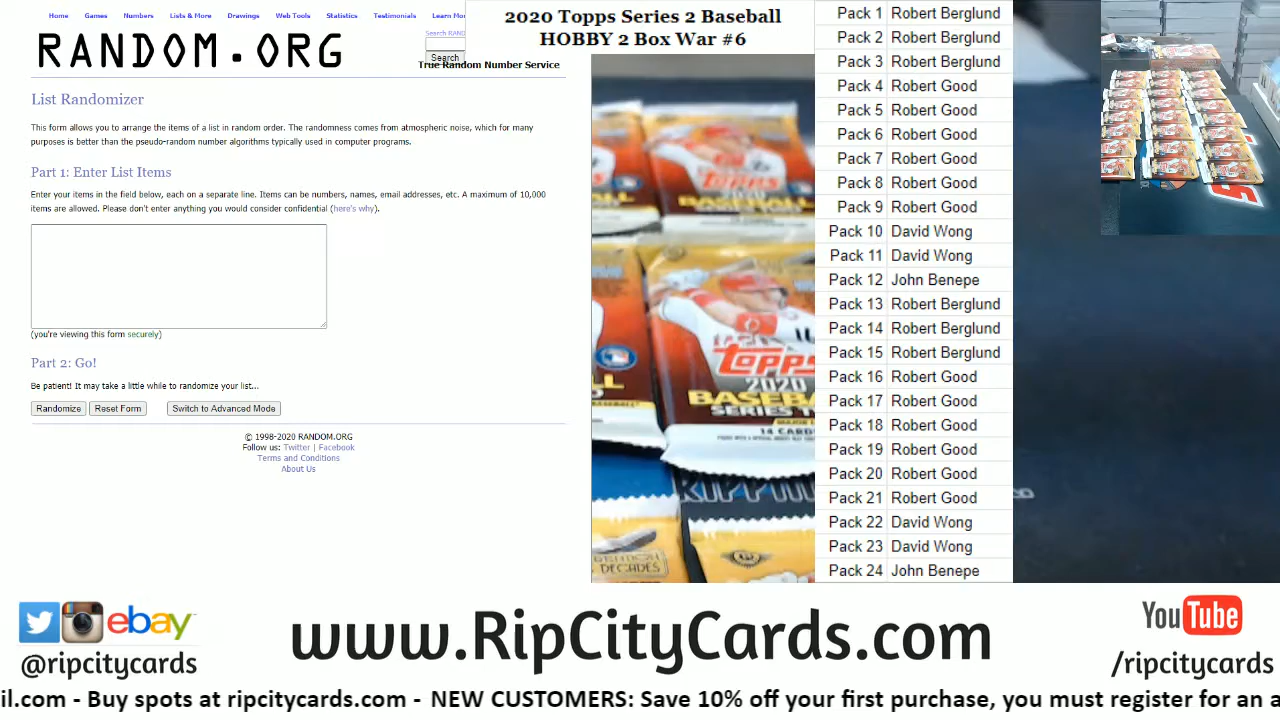 Home Games Numbers Lists & More Drawings Web Tools Statistics Testimonials Learn Mo
RANDOM.ORG
Search RAND
Search
True Random Number Service
List Randomizer
This form allows you to arrange the items of a list in random order. The randomness comes from atmospheric noise, which for many
purposes is better than the pseudo-random number algorithms typically used in computer programs.
Part 1: Enter List Items
Enter your items in the field below, each on a separate line. Items can be numbers, names, email addresses, etc. A maximum of 10,000
items are allowed. Please don't enter anything you would consider confidential (here's why).
(you're viewing this form securely)
Part 2: Go!
Be patient! It may take a little while to randomize your list...
Randomize Reset Form Switch to Advanced Mode
© 1998-2020 RANDOM.ORG
Follow us: Twitter | Facebook
Terms and Conditions
About Us
2020 Topps Series 2 Baseball
HOBBY 2 Box War #6
Topps
Topps
2020
BASEBALL
SERIES
14 CARD
DECADES
Pack 1 Robert Berglund
Pack 2 Robert Berglund
Pack 3 Robert Berglund
Pack 4 Robert Good
Pack 5 Robert Good
Pack 6 Robert Good
Pack 7 Robert Good
Pack 8 Robert Good
Pack 9 Robert Good
Pack 10 David Wong
Pack 11 David Wong
Pack 12 John Benepe
Pack 13 Robert Berglund
Pack 14 Robert Berglund
Pack 15 Robert Berglund
Pack 16 Robert Good
Pack 17 Robert Good
Pack 18 Robert Good
Pack 19 Robert Good
Pack 20 Robert Good
Pack 21 Robert Good
Pack 22 David Wong
Pack 23 David Wong
Pack 24 John Benepe
ebay
@ripcitycards
www.RipCityCards.com
YouTube
/ripcitycards
il.com - Buy spots at ripcitycards.com - NEW CUSTOMERS: Save 10% off your first purchase, you must register for an a